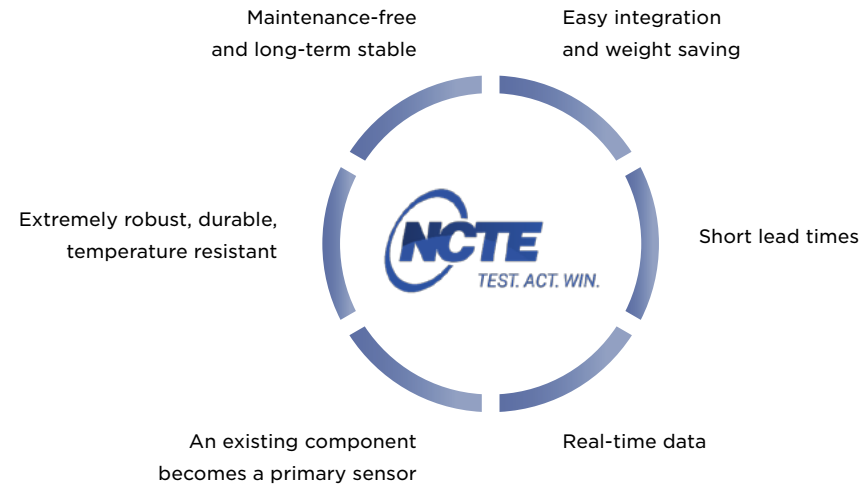 Maintenance-free
and long-term stable
Easy integration
and weight saving
Extremely robust, durable,
temperature resistant
NCTE
TEST. ACT. WIN.
Short lead times
An existing component
becomes a primary sensor
Real-time data